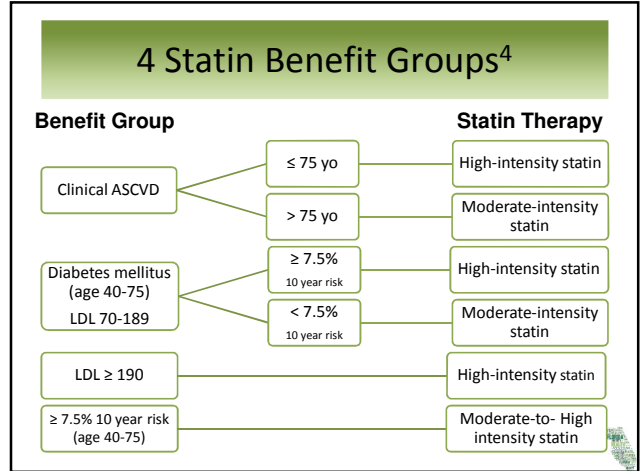 4 Statin Benefit Groups⁴
Benefit Group
Statin Therapy
Clinical ASCVD
≤ 75 yo
High-intensity statin
> 75 yo
Moderate-intensity
statin
Diabetes mellitus
(age 40-75)
LDL 70-189
≥ 7.5%
10 year risk
High-intensity statin
< 7.5%
10 year risk
Moderate-intensity
statin
LDL ≥ 190
High-intensity statin
≥ 7.5% 10 year risk
(age 40-75)
Moderate-to- High
intensity statin